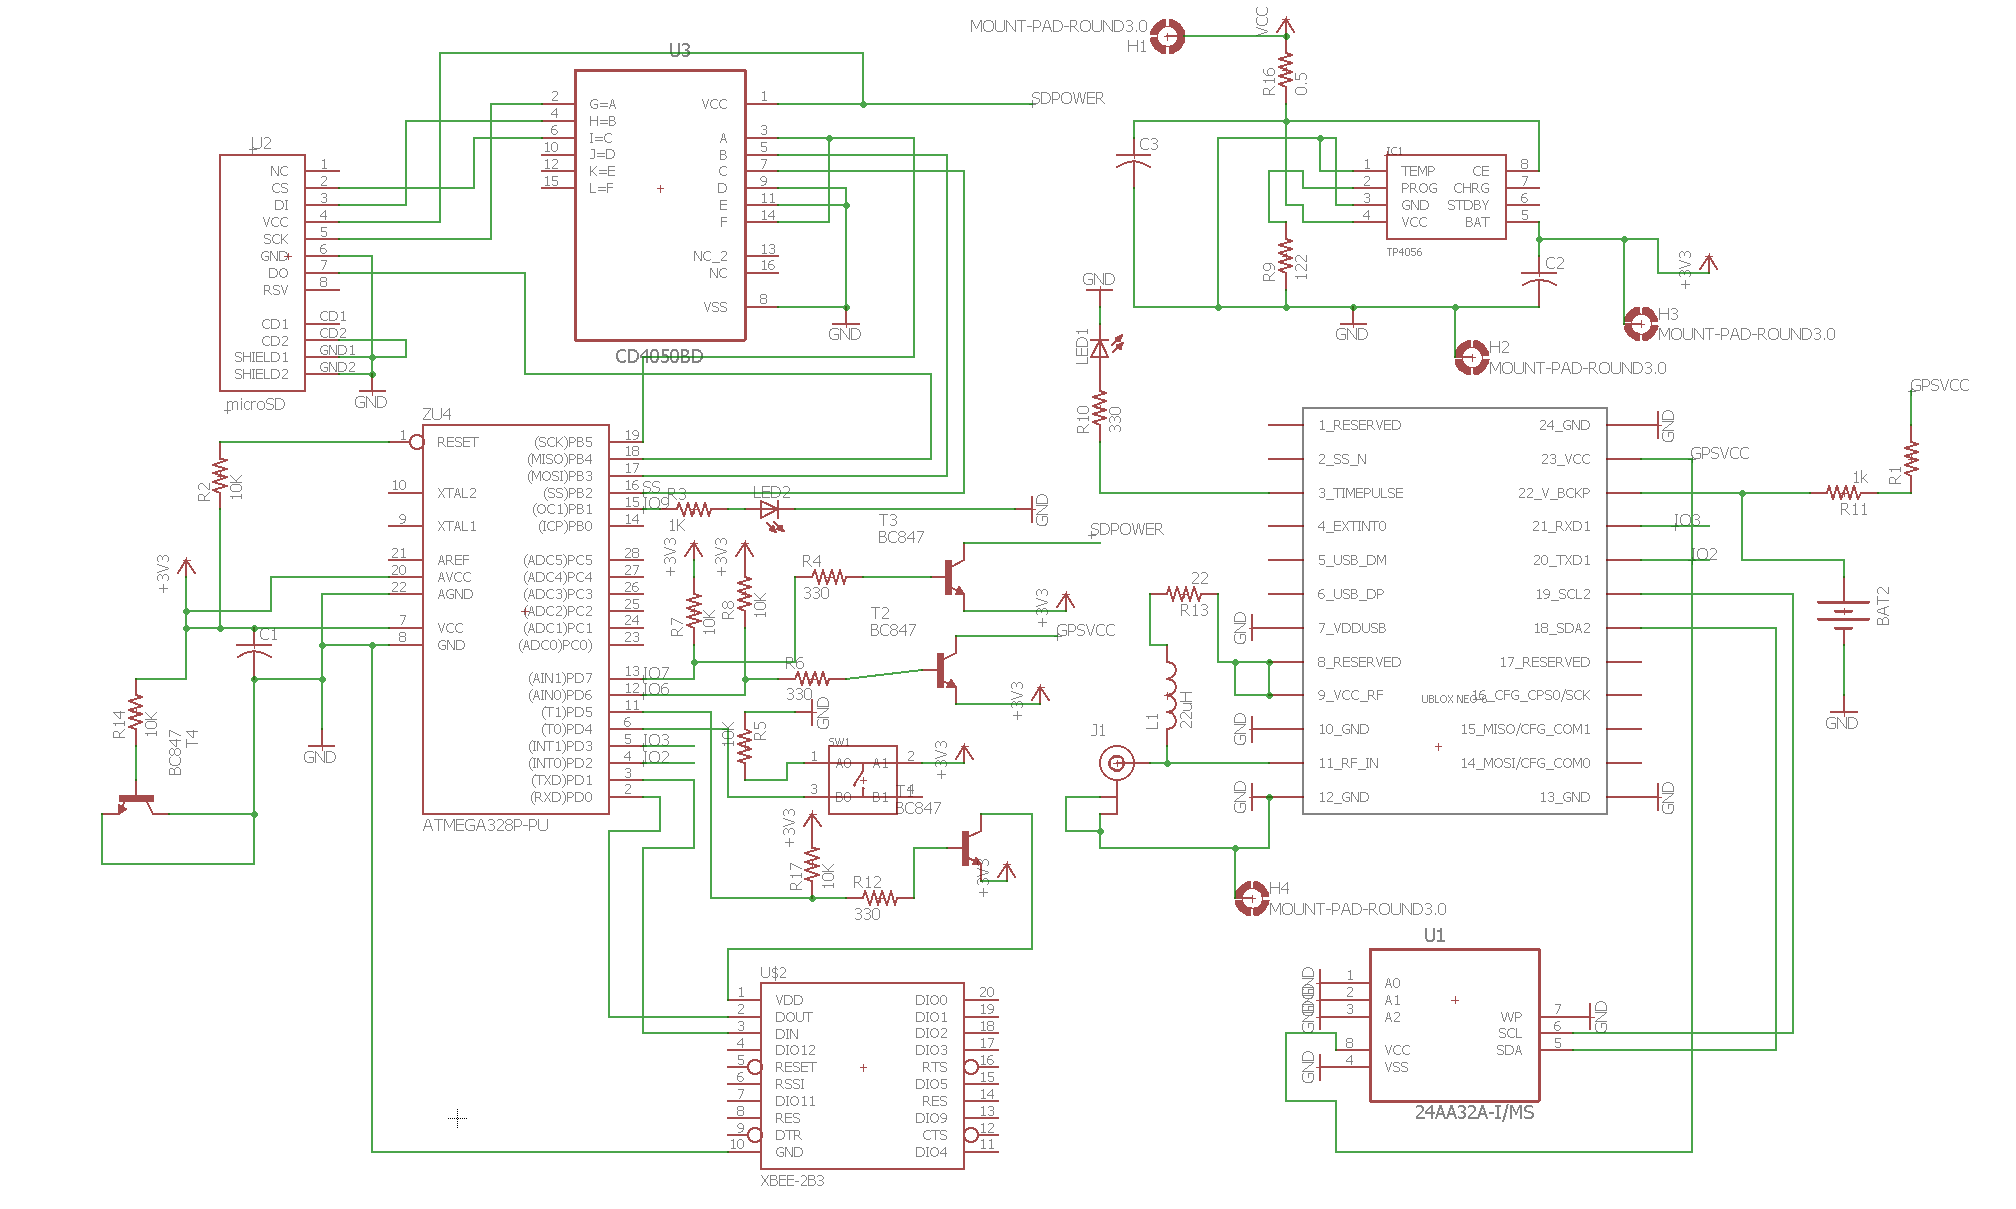 U3
2 G=A
4 H=B
6 I=C
10 J=D
12 K=E
15 L=F
VCC 1
A 3
B 5
C 7
D 9
E 11
F 14
NC_2 13
NC 16
VSS 8
CD4050BD
SDPOWER
GND
U2
NC 1
CS 2
DI 3
VCC 4
SCK 5
GND 6
DO 7
RSV 8
CD1 CD1
CD2 CD2
SHIELD1 GND1
SHIELD2 GND2
microSD
GND
MOUNT-PAD-ROUND3.0
H1
VCC
R16
0.5
C3
IC1
1 TEMP
2 PROG
3 GND
4 VCC
CE 8
CHRG 7
STDBY 6
BAT 5
TP4056
R9
122
C2
+3V3
GND
H3
MOUNT-PAD-ROUND3.0
H2
MOUNT-PAD-ROUND3.0
GND
LED1
R10
330
ZU4
1 RESET
10 XTAL2
9 XTAL1
21 AREF
20 AVCC
22 AGND
7 VCC
8 GND
(SCK)PB5 19
(MISO)PB4 18
(MOSI)PB3 17
(SS)PB2 16 SS
(OC1)PB1 15 IO9
(ICP)PB0 14
(ADC5)PC5 28
(ADC4)PC4 27
(ADC3)PC3 26
(ADC2)PC2 25
(ADC1)PC1 24
(ADC0)PC0 23
(AIN1)PD7 13 IO7
(AIN0)PD6 12 IO6
(T1)PD5 11
(T0)PD4 6
(INT1)PD3 5 IO3
(INT0)PD2 4 IO2
(TXD)PD1 3
(RXD)PD0 2
ATMEGA328P-PU
R2
10K
+3V3
C1
GND
R14
10K
BC847
T4
R3
1K
LED2
GND
T3
BC847
SDPOWER
+3V3
+3V3
R7
10K
R8
10K
R4
330
+3V3
T2
BC847
GPSVCC
R6
330
+3V3
GND
10K
R5
SW1
1 A0
A1 2
3 B0
B1 4
+3V3
T4
BC847
+3V3
R17
10K
R12
330
+3V3
1_RESERVED
2_SS_N
3_TIMEPULSE
4_EXTINT0
5_USB_DM
6_USB_DP
7_VDDUSB
8_RESERVED
9_VCC_RF
10_GND
11_RF_IN
12_GND
24_GND
23_VCC
22_V_BCKP
21_RXD1
20_TXD1
19_SCL2
18_SDA2
17_RESERVED
16_CFG_CPS0/SCK
15_MISO/CFG_COM1
14_MOSI/CFG_COM0
13_GND
UBLOX NEO-6
GND
GPSVCC
IO3
IO2
GND
GND
GND
GND
GPSVCC
R1
1k
R11
BAT2
GND
22
R13
L1
22uH
J1
H4
MOUNT-PAD-ROUND3.0
U$2
1 VDD
2 DOUT
3 DIN
4 DIO12
5 RESET
6 RSSI
7 DIO11
8 RES
9 DTR
10 GND
DIO0 20
DIO1 19
DIO2 18
DIO3 17
RTS 16
DIO5 15
RES 14
DIO9 13
CTS 12
DIO4 11
XBEE-2B3
U1
GND 1 A0
GND 2 A1
GND 3 A2
8 VCC
GND 4 VSS
WP 7 GND
SCL 6
SDA 5
24AA32A-I/MS